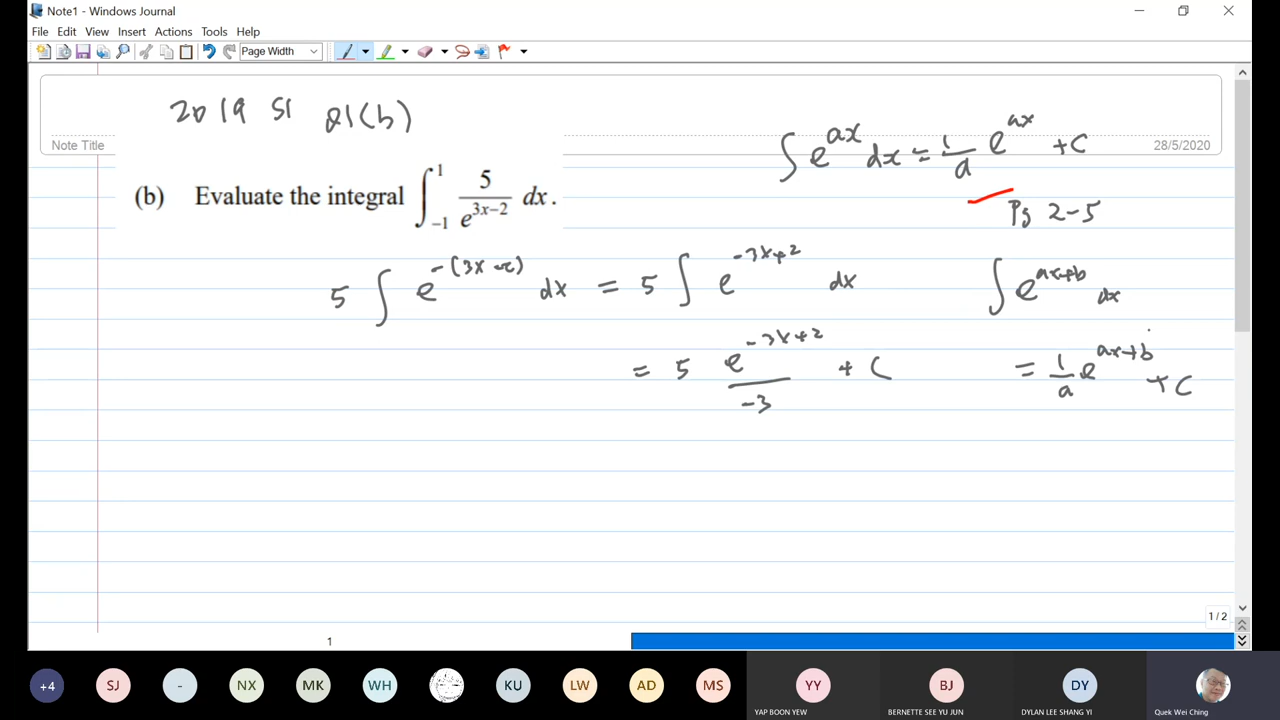 Note1 - Windows Journal
File Edit View Insert Actions Tools Help
Page Width
2019 S1 Q1(b)
Note Title
28/5/2020
∫ e^{ax} dx = 1/a e^{ax} + C
Pg 2-5
(b) Evaluate the integral ∫_{-1}^{1} 5/e^{3x-2} dx.
5 ∫ e^{-(3x-2)} dx = 5 ∫ e^{-3x+2} dx
∫ e^{ax+b} dx
= 5 e^{-3x+2}/-3 + C
= 1/a e^{ax+b} + C
1/2
1
+4 SJ - NX MK WH KU LW AD MS YY BJ DY
YAP BOON YEW BERNETTE SEE YU JUN DYLAN LEE SHANG YI Quek Wei Ching